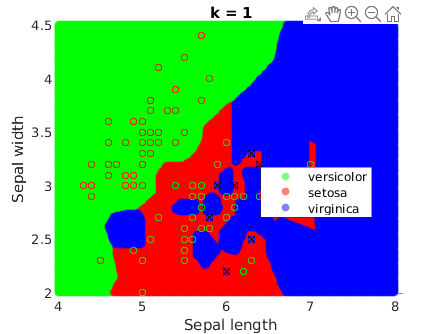 k = 1
4.5
4
3.5
3
2.5
2
Sepal width
versicolor
setosa
virginica
4
5
6
7
8
Sepal length